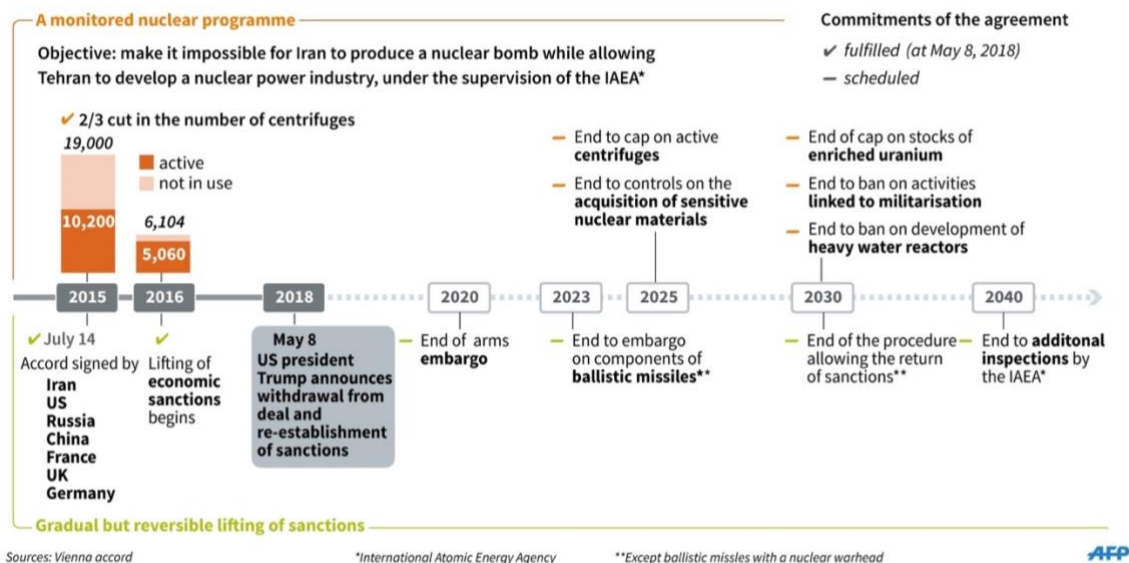 A monitored nuclear programme
Objective: make it impossible for Iran to produce a nuclear bomb while allowing
Tehran to develop a nuclear power industry, under the supervision of the IAEA*
Commitments of the agreement
✔ fulfilled (at May 8, 2018)
– scheduled
✔ 2/3 cut in the number of centrifuges
19,000
active
not in use
10,200
6,104
5,060
– End to cap on active
centrifuges
– End to controls on the
acquisition of sensitive
nuclear materials
– End of cap on stocks of
enriched uranium
– End to ban on activities
linked to militarisation
– End to ban on development of
heavy water reactors
2015
2016
2018
2020
2023
2025
2030
2040
✔ July 14
Accord signed by
Iran
US
Russia
China
France
UK
Germany
✔
Lifting of
economic
sanctions
begins
May 8
US president
Trump announces
withdrawal from
deal and
re-establishment
of sanctions
– End of arms
embargo
– End to embargo
on components of
ballistic missiles**
– End of the procedure
allowing the return
of sanctions**
– End to additonal
inspections by
the IAEA*
Gradual but reversible lifting of sanctions
Sources: Vienna accord
*International Atomic Energy Agency
**Except ballistic missles with a nuclear warhead
AFP